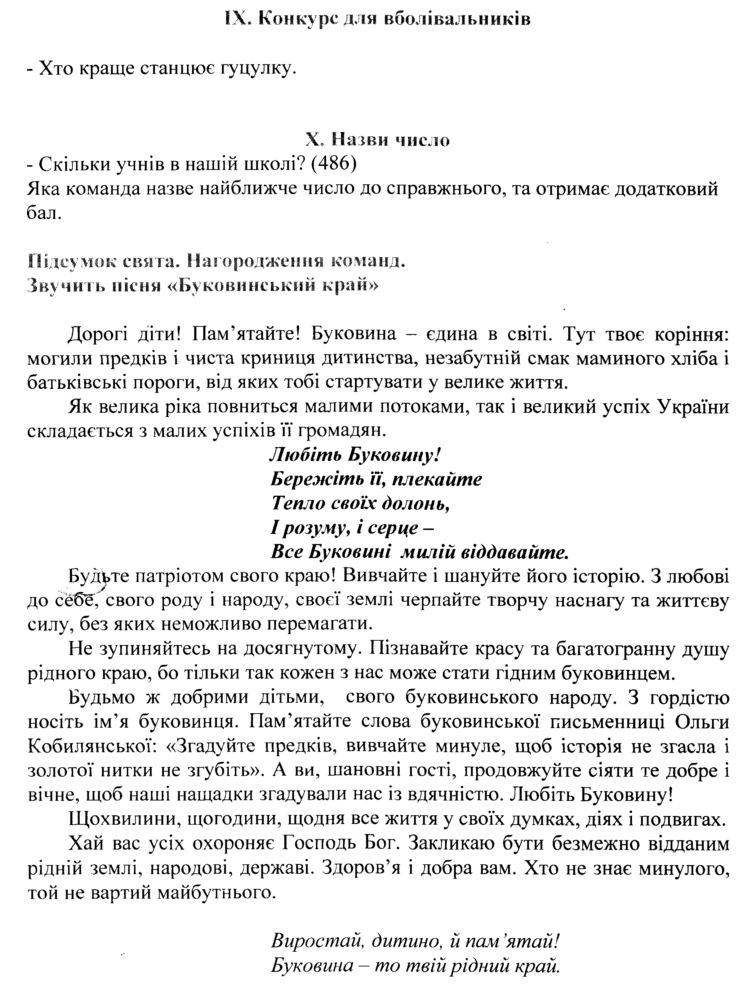 ІХ. Конкурс для вболівальників
- Хто краще станцює гуцулку.
Х. Назви число
- Скільки учнів в нашій школі? (486)
Яка команда назве найближче число до справжнього, та отримає додатковий
бал.
Підсумок свята. Нагородження команд.
Звучить пісня «Буковинський край»
Дорогі діти! Пам’ятайте! Буковина – єдина в світі. Тут твоє коріння:
могили предків і чиста криниця дитинства, незабутній смак маминого хліба і
батьківські пороги, від яких тобі стартувати у велике життя.
Як велика ріка повниться малими потоками, так і великий успіх України
складається з малих успіхів її громадян.
Любіть Буковину!
Бережіть її, плекайте
Тепло своїх долонь,
І розуму, і серце –
Все Буковині милій віддавайте.
Будьте патріотом свого краю! Вивчайте і шануйте його історію. З любові
до себе, свого роду і народу, своєї землі черпайте творчу наснагу та життєву
силу, без яких неможливо перемагати.
Не зупиняйтесь на досягнутому. Пізнавайте красу та багатогранну душу
рідного краю, бо тільки так кожен з нас може стати гідним буковинцем.
Будьмо ж добрими дітьми, свого буковинського народу. З гордістю
носіть ім’я буковинця. Пам’ятайте слова буковинської письменниці Ольги
Кобилянської: «Згадуйте предків, вивчайте минуле, щоб історія не згасла і
золотої нитки не згубіть». А ви, шановні гості, продовжуйте сіяти те добре і
вічне, щоб наші нащадки згадували нас із вдячністю. Любіть Буковину!
Щохвилини, щогодини, щодня все життя у своїх думках, діях і подвигах.
Хай вас усіх охороняє Господь Бог. Закликаю бути безмежно відданим
рідній землі, народові, державі. Здоров’я і добра вам. Хто не знає минулого,
той не вартий майбутнього.
Виростай, дитино, й пам’ятай!
Буковина – то твій рідний край.